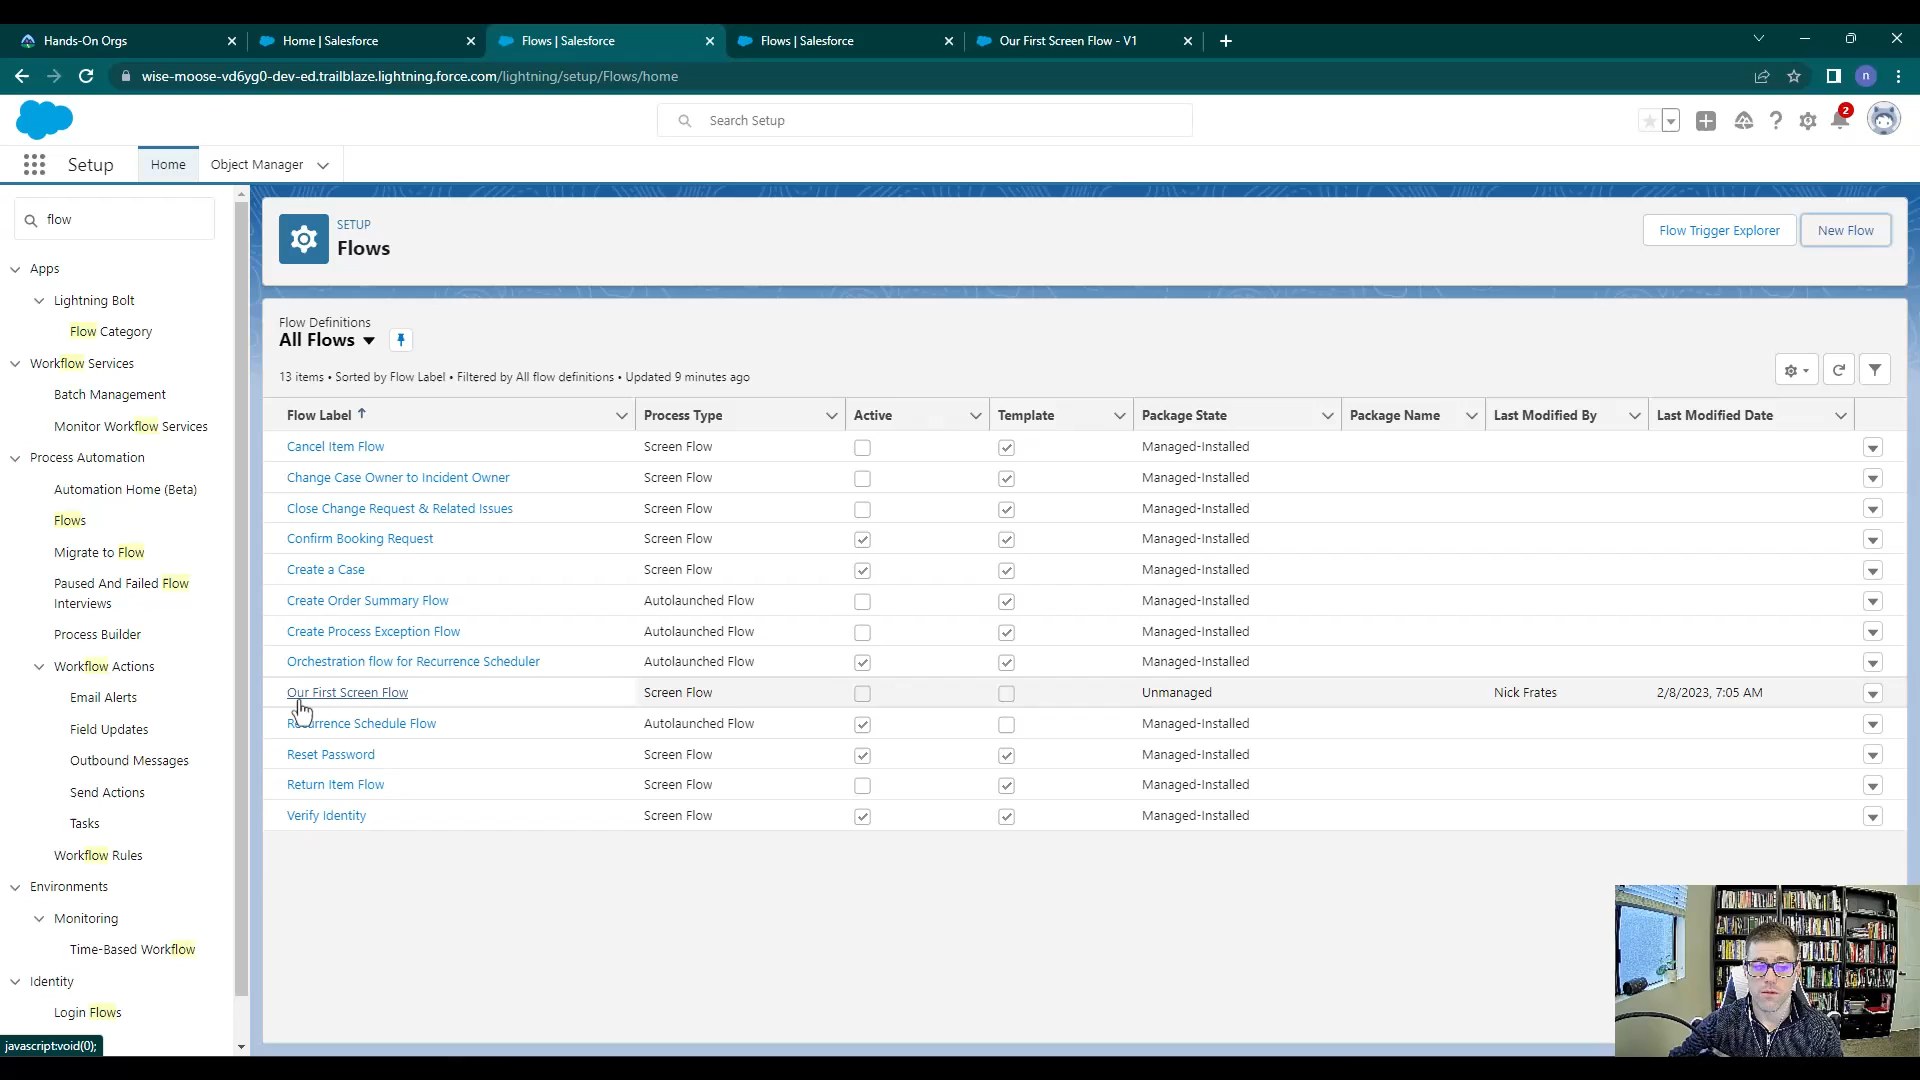 Hands-On Orgs
Home | Salesforce
Flows | Salesforce
Flows | Salesforce
Our First Screen Flow - V1
wise-moose-vd6yg0-dev-ed.trailblaze.lightning.force.com/lightning/setup/Flows/home
n
Search Setup
2
Setup
Home
Object Manager
flow
Apps
Lightning Bolt
Flow Category
Workflow Services
Batch Management
Monitor Workflow Services
Process Automation
Automation Home (Beta)
Flows
Migrate to Flow
Paused And Failed Flow
Interviews
Process Builder
Workflow Actions
Email Alerts
Field Updates
Outbound Messages
Send Actions
Tasks
Workflow Rules
Environments
Monitoring
Time-Based Workflow
Identity
Login Flows
javascript:void(0);
SETUP
Flows
Flow Trigger Explorer
New Flow
Flow Definitions
All Flows
13 items • Sorted by Flow Label • Filtered by All flow definitions • Updated 9 minutes ago
Flow Label Process Type Active Template Package State Package Name Last Modified By Last Modified Date
Cancel Item Flow Screen Flow Managed-Installed
Change Case Owner to Incident Owner Screen Flow Managed-Installed
Close Change Request & Related Issues Screen Flow Managed-Installed
Confirm Booking Request Screen Flow Managed-Installed
Create a Case Screen Flow Managed-Installed
Create Order Summary Flow Autolaunched Flow Managed-Installed
Create Process Exception Flow Autolaunched Flow Managed-Installed
Orchestration flow for Recurrence Scheduler Autolaunched Flow Managed-Installed
Our First Screen Flow Screen Flow Unmanaged Nick Frates 2/8/2023, 7:05 AM
Recurrence Schedule Flow Autolaunched Flow Managed-Installed
Reset Password Screen Flow Managed-Installed
Return Item Flow Screen Flow Managed-Installed
Verify Identity Screen Flow Managed-Installed